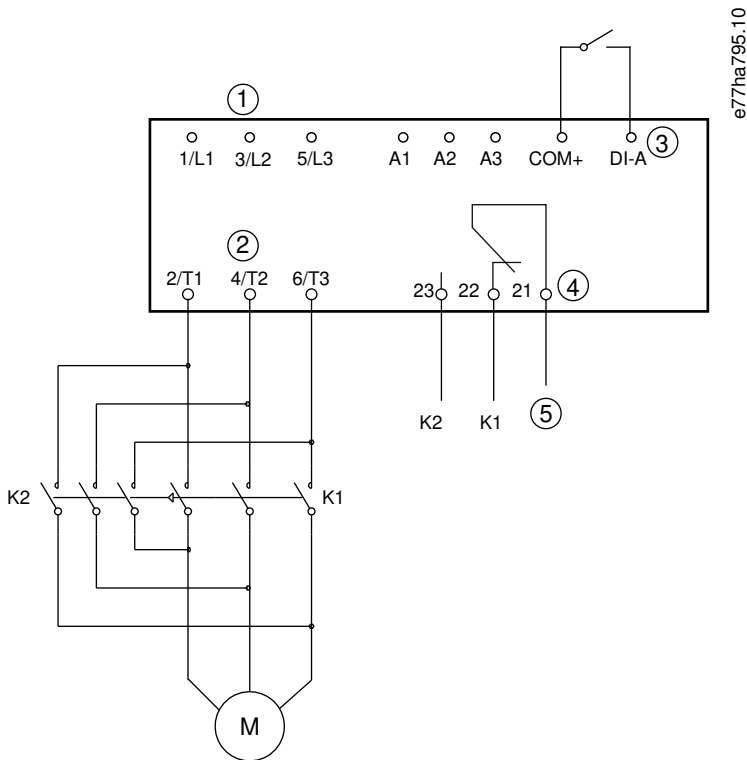 e77ha795.10
1
1/L1 3/L2 5/L3 A1 A2 A3 COM+ DI-A 3
2
2/T1 4/T2 6/T3 23 22 21 4
K2 K1 5
K2 K1
M